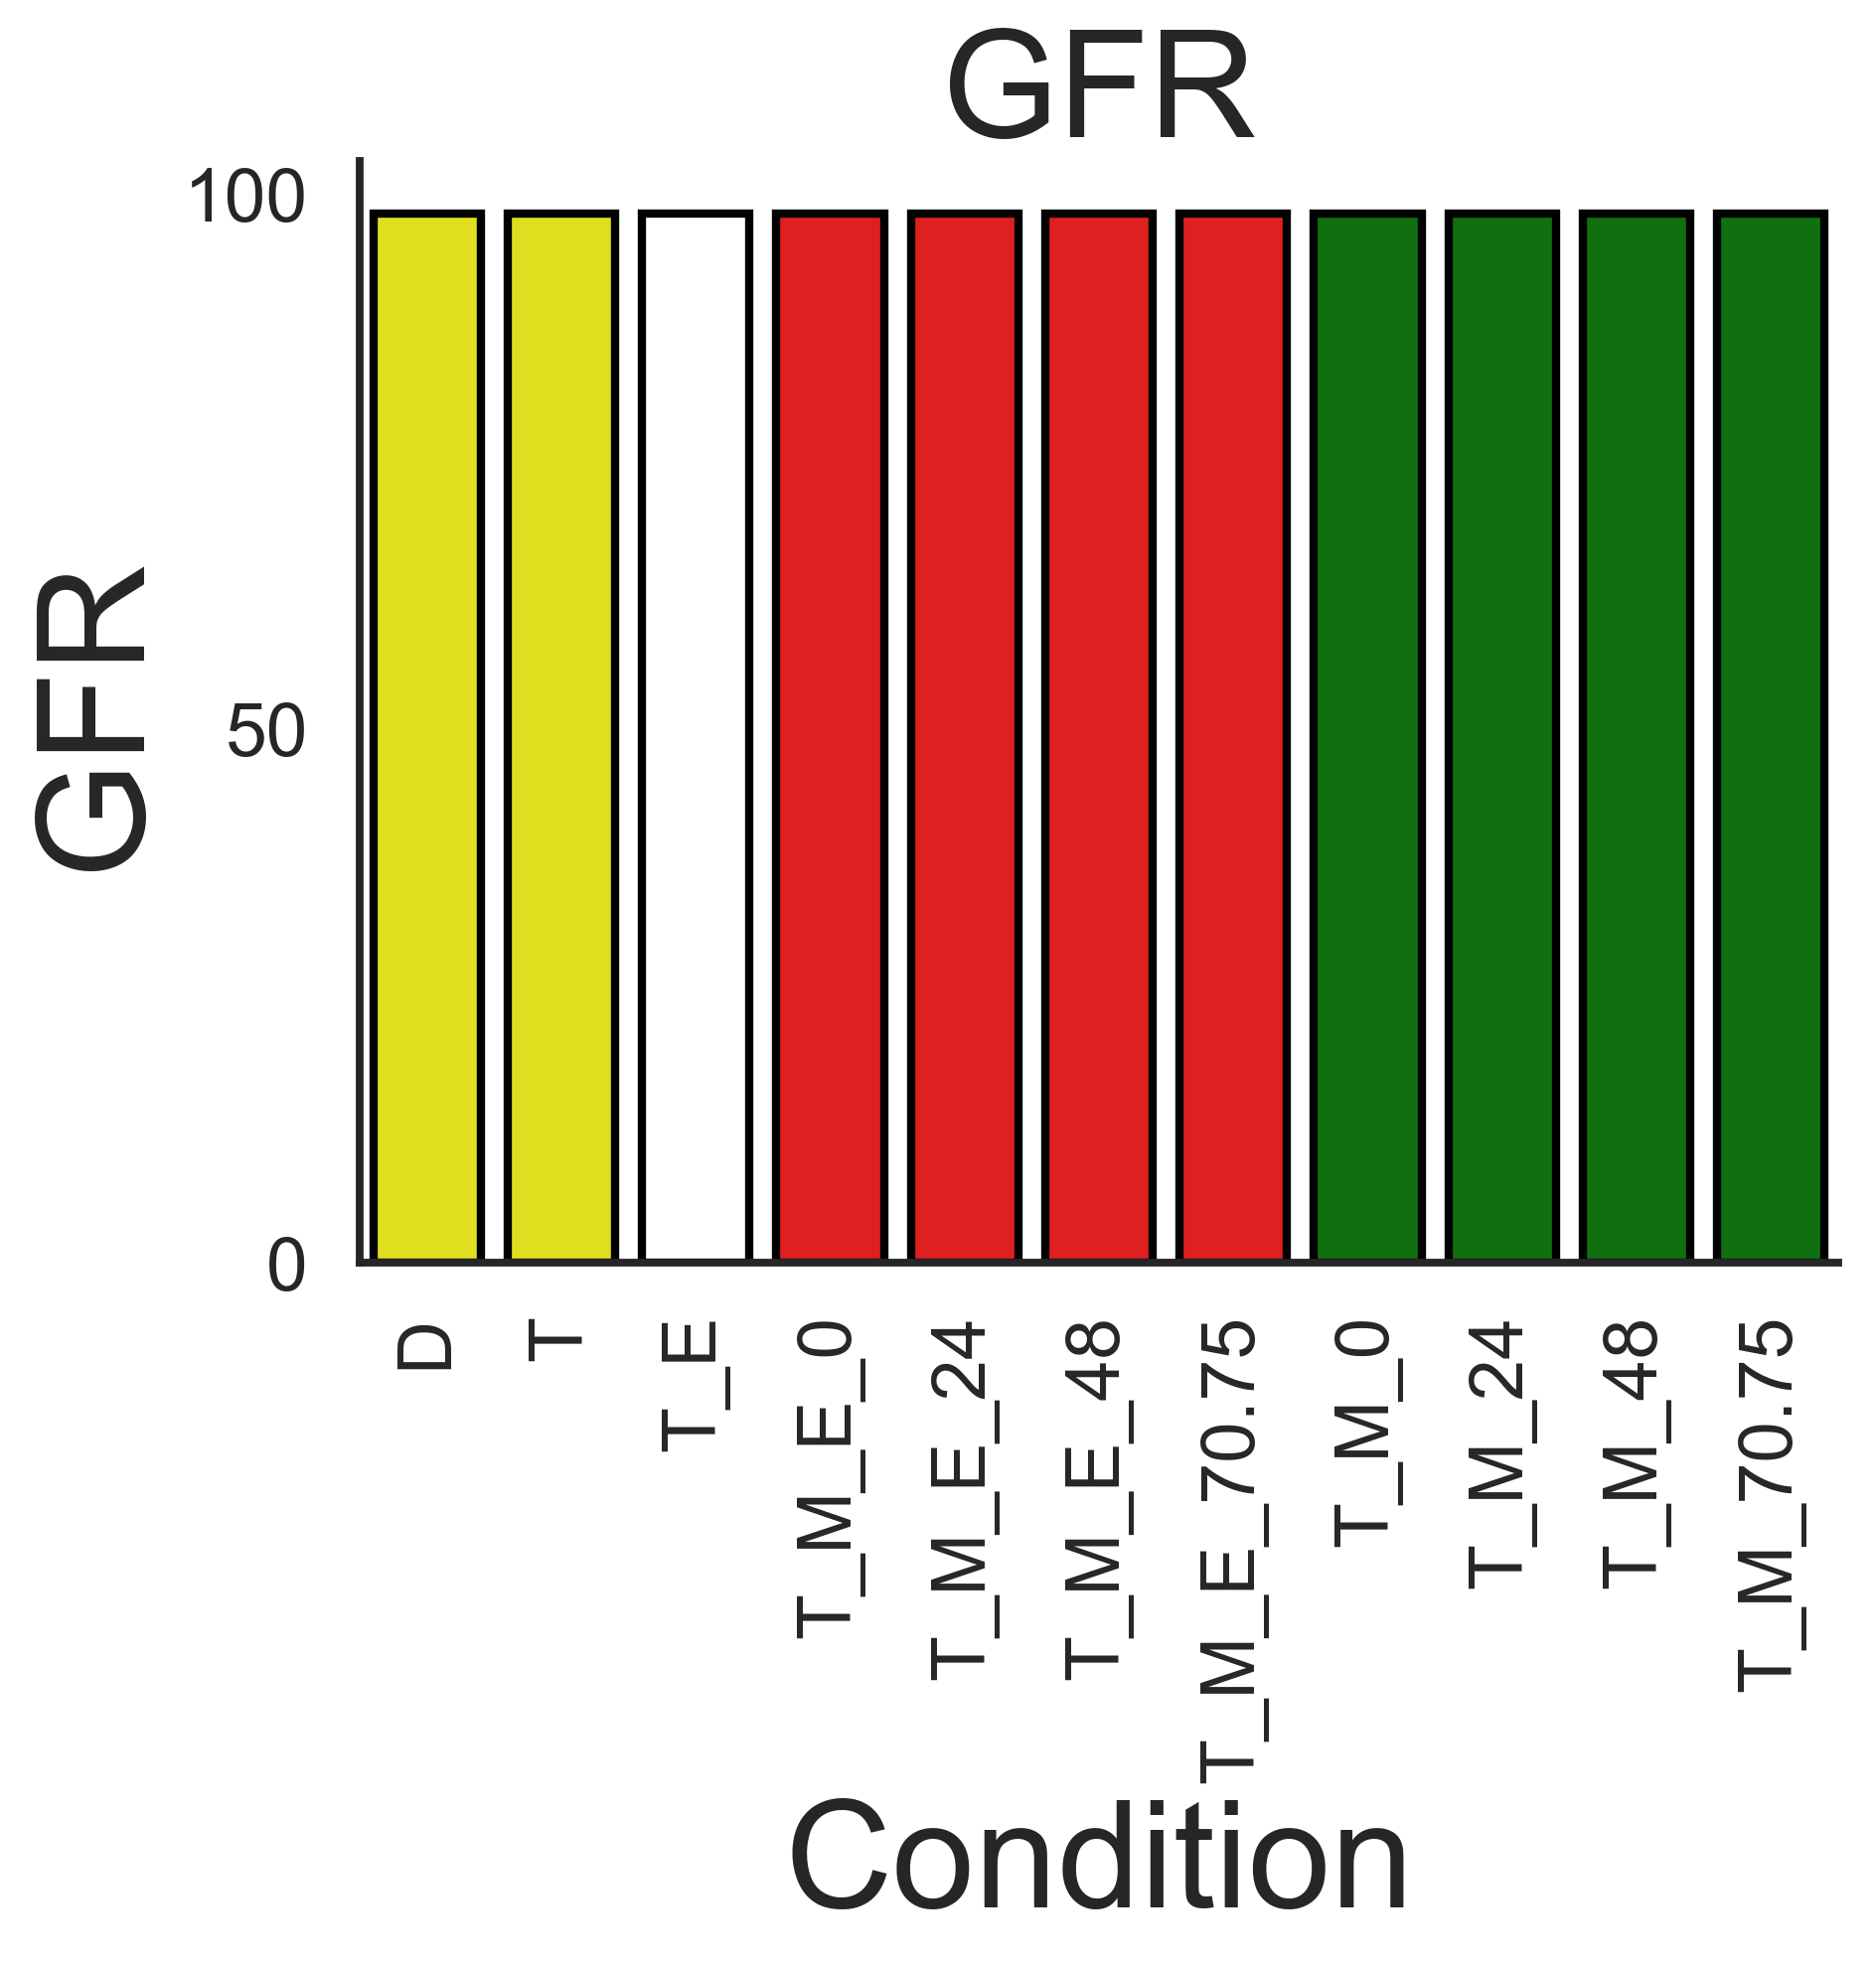 GFR
GFR
100
50
0
D
T
T_E
T_M_E_0
T_M_E_24
T_M_E_48
T_M_E_70.75
T_M_0
T_M_24
T_M_48
T_M_70.75
Condition